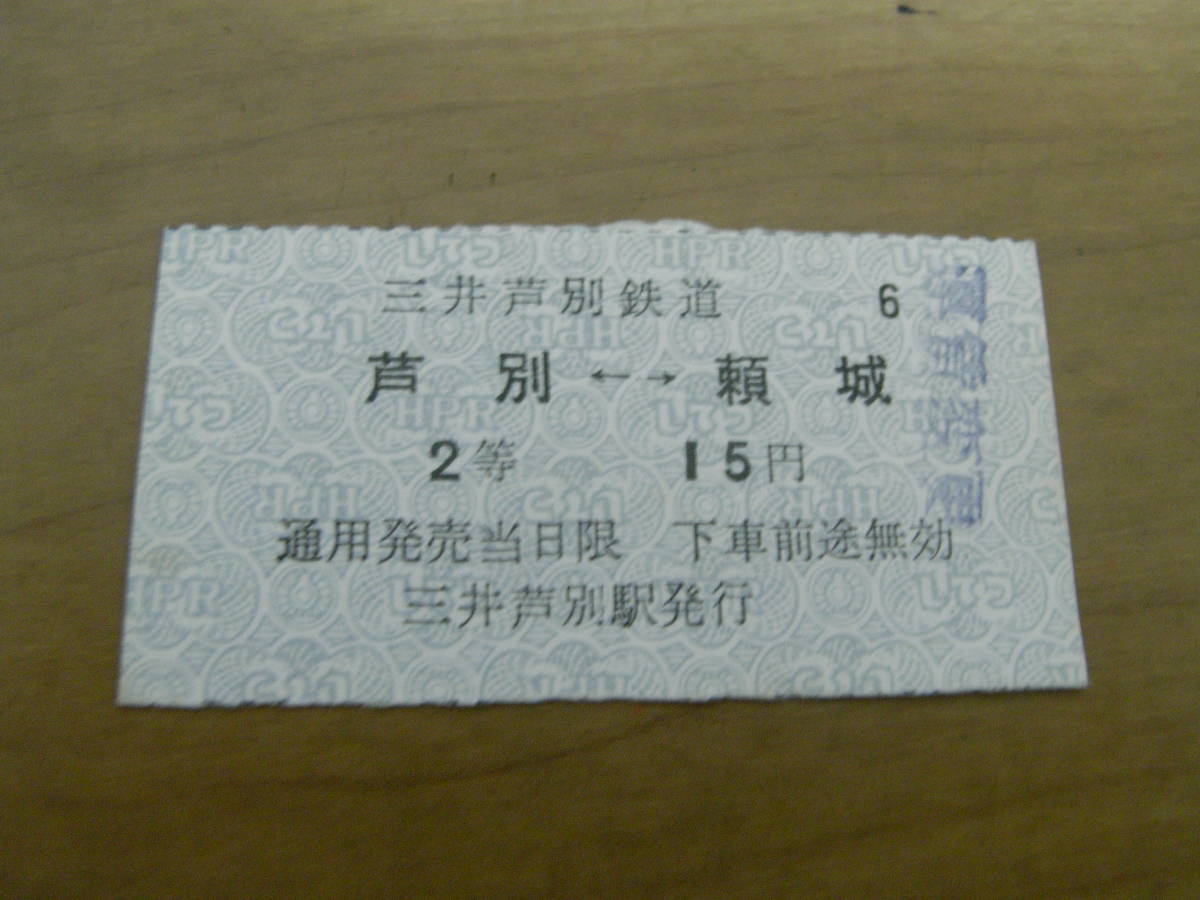 三井芦別鉄道 6
芦別 ←→ 頼城
2等 15円
通用発売当日限 下車前途無効
三井芦別駅発行